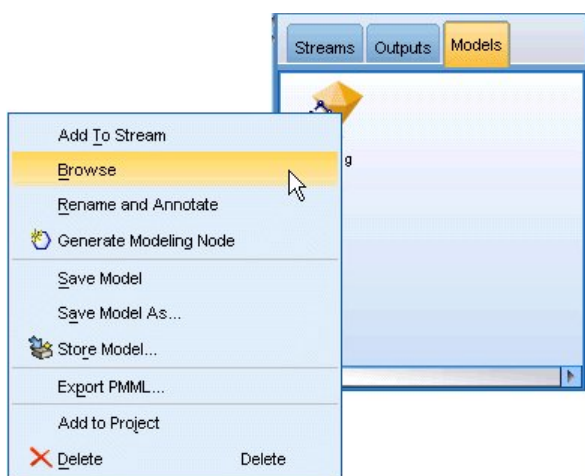 Streams Outputs Models
g
Add To Stream
Browse
Rename and Annotate
Generate Modeling Node
Save Model
Save Model As...
Store Model...
Export PMML...
Add to Project
Delete Delete